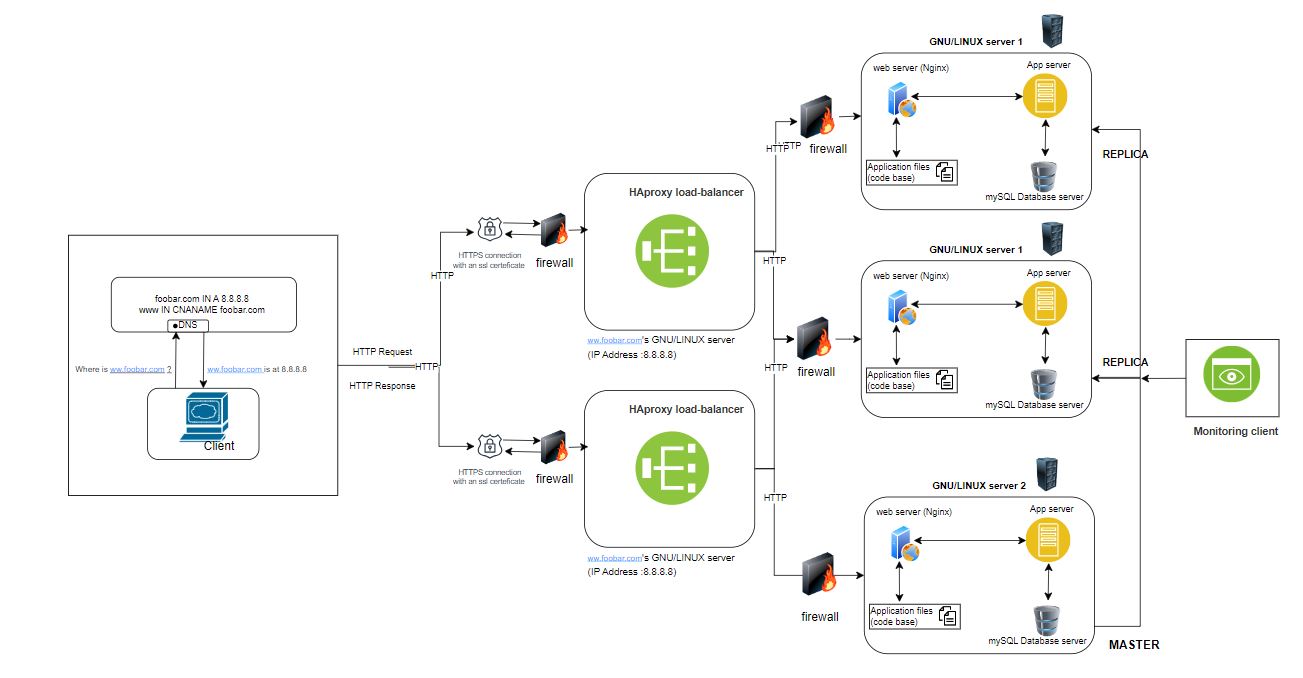 foobar.com IN A 8.8.8.8
www IN CNANAME foobar.com
DNS
Where is ww.foobar.com ?
ww.foobar.com is at 8.8.8.8
Client
HTTP Request
HTTP Response
HTTP
HTTP
HTTPS connection
with an ssl certeficate
firewall
HAproxy load-balancer
ww.foobar.com's GNU/LINUX server
(IP Address :8.8.8.8)
HTTPS connection
with an ssl certeficate
firewall
HAproxy load-balancer
ww.foobar.com's GNU/LINUX server
(IP Address :8.8.8.8)
HTTP
HTTP
HTTP
HTTP
HTTP
firewall
GNU/LINUX server 1
web server (Nginx)
App server
Application files
(code base)
mySQL Database server
REPLICA
firewall
GNU/LINUX server 1
web server (Nginx)
App server
Application files
(code base)
mySQL Database server
REPLICA
firewall
GNU/LINUX server 2
web server (Nginx)
App server
Application files
(code base)
mySQL Database server
MASTER
Monitoring client